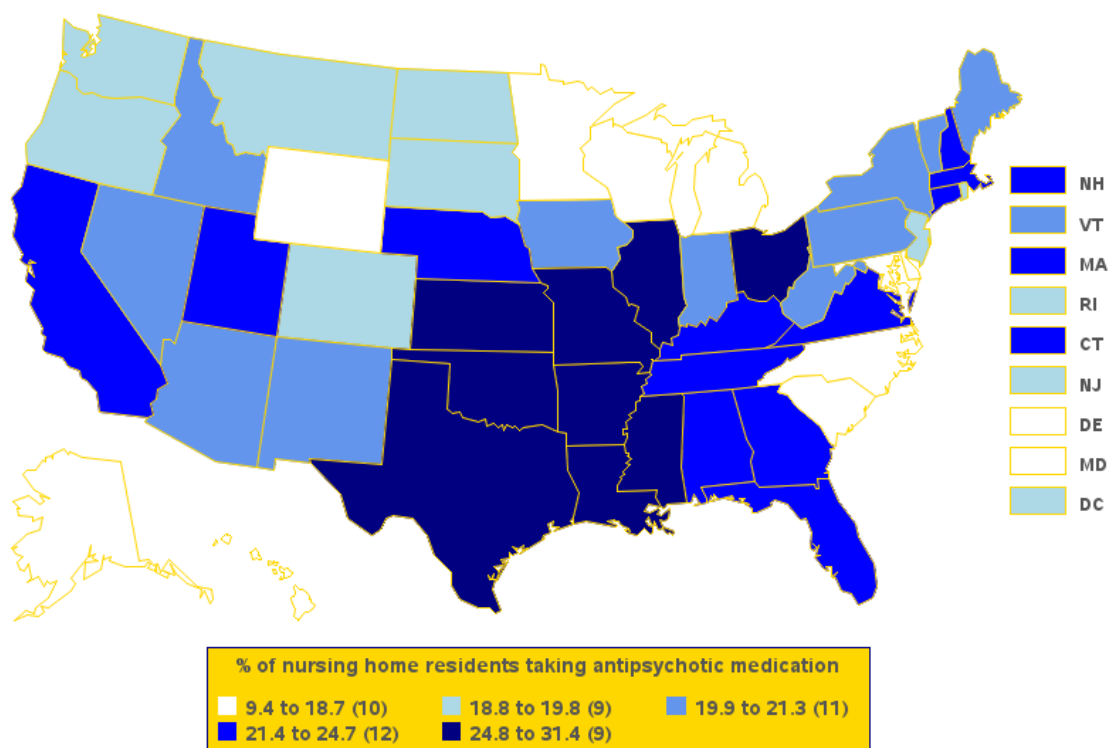 NH
VT
MA
RI
CT
NJ
DE
MD
DC
% of nursing home residents taking antipsychotic medication
9.4 to 18.7 (10) 18.8 to 19.8 (9) 19.9 to 21.3 (11)
21.4 to 24.7 (12) 24.8 to 31.4 (9)